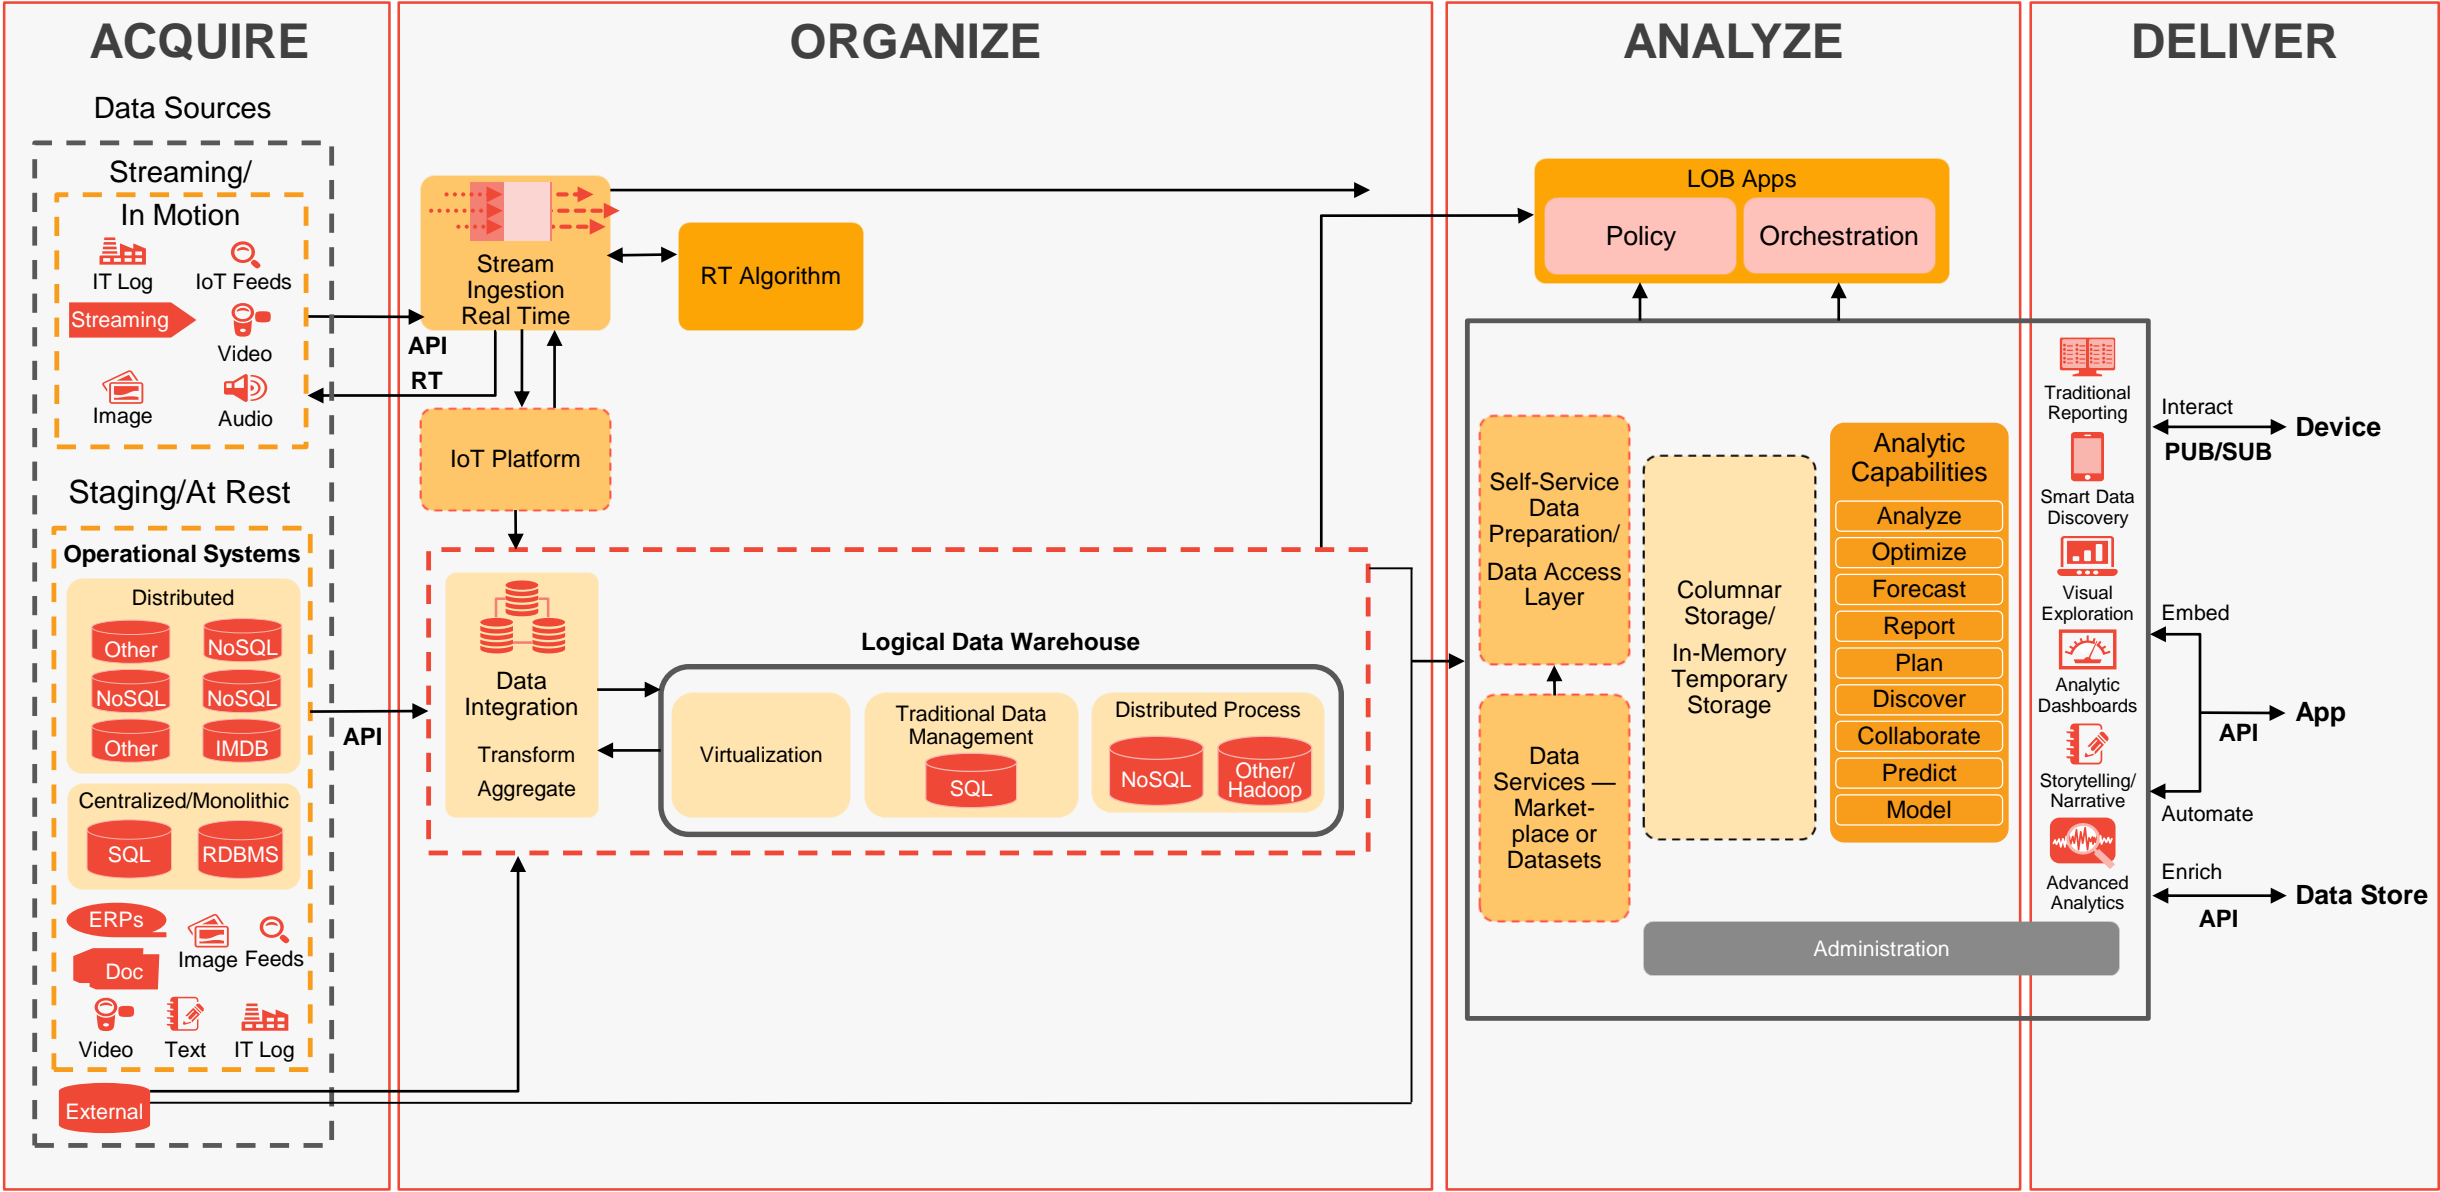 ACQUIRE
Data Sources
Streaming/
In Motion
IT Log
IoT Feeds
Streaming
Video
Image
Audio
Staging/At Rest
Operational Systems
Distributed
Other
NoSQL
NoSQL
NoSQL
Other
IMDB
Centralized/Monolithic
SQL
RDBMS
ERPs
Doc
Image
Feeds
Video
Text
IT Log
External
API
RT
API
ORGANIZE
Stream
Ingestion
Real Time
RT Algorithm
IoT Platform
Data
Integration
Transform
Aggregate
Logical Data Warehouse
Virtualization
Traditional Data
Management
SQL
Distributed Process
NoSQL
Other/
Hadoop
ANALYZE
LOB Apps
Policy
Orchestration
Self-Service
Data
Preparation/
Data Access
Layer
Data
Services —
Market-
place or
Datasets
Columnar
Storage/
In-Memory
Temporary
Storage
Analytic
Capabilities
Analyze
Optimize
Forecast
Report
Plan
Discover
Collaborate
Predict
Model
Administration
DELIVER
Traditional
Reporting
Smart Data
Discovery
Visual
Exploration
Analytic
Dashboards
Storytelling/
Narrative
Advanced
Analytics
Interact
PUB/SUB
Device
Embed
API
App
Automate
Enrich
API
Data Store